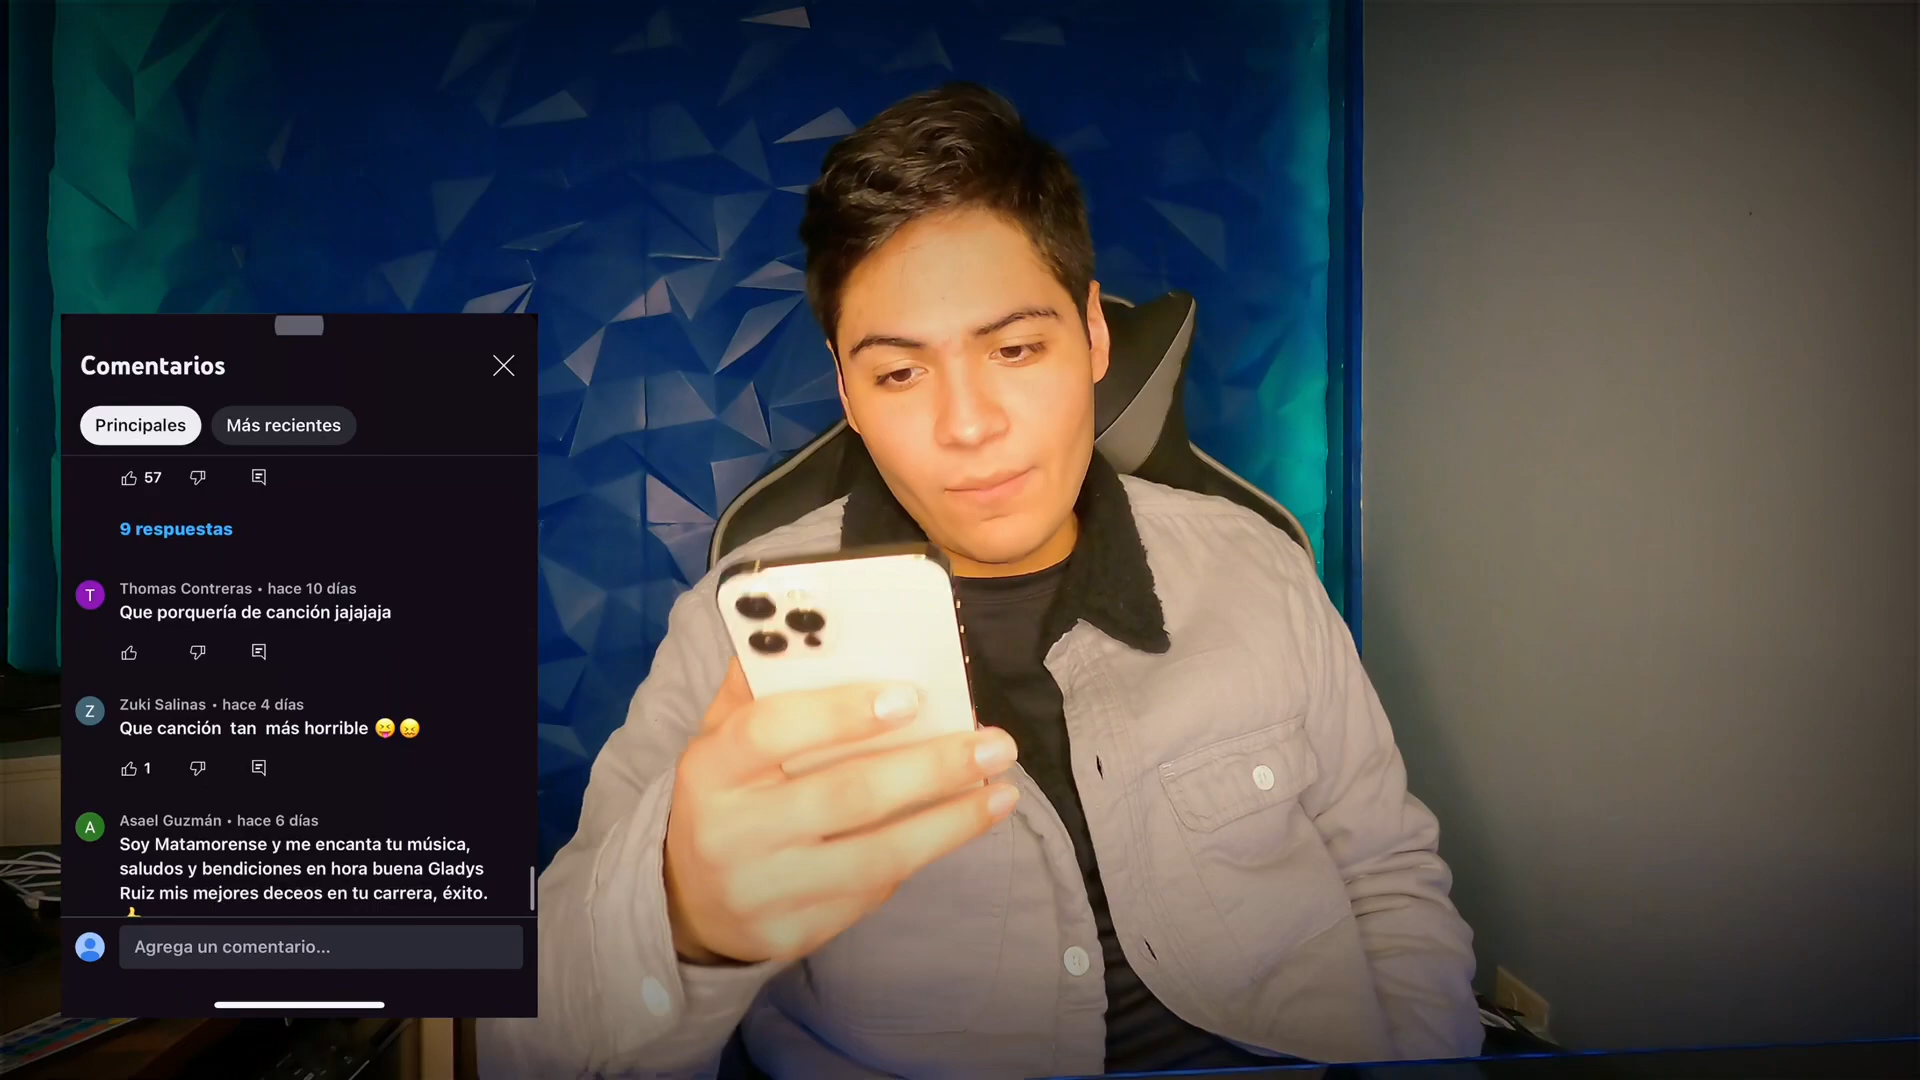 Comentarios
Principales
Más recientes
57
9 respuestas
T
Thomas Contreras • hace 10 días
Que porquería de canción jajajaja
Z
Zuki Salinas • hace 4 días
Que canción tan más horrible 😝😖
1
A
Asael Guzmán • hace 6 días
Soy Matamorense y me encanta tu música,
saludos y bendiciones en hora buena Gladys
Ruiz mis mejores deceos en tu carrera, éxito.
Agrega un comentario...